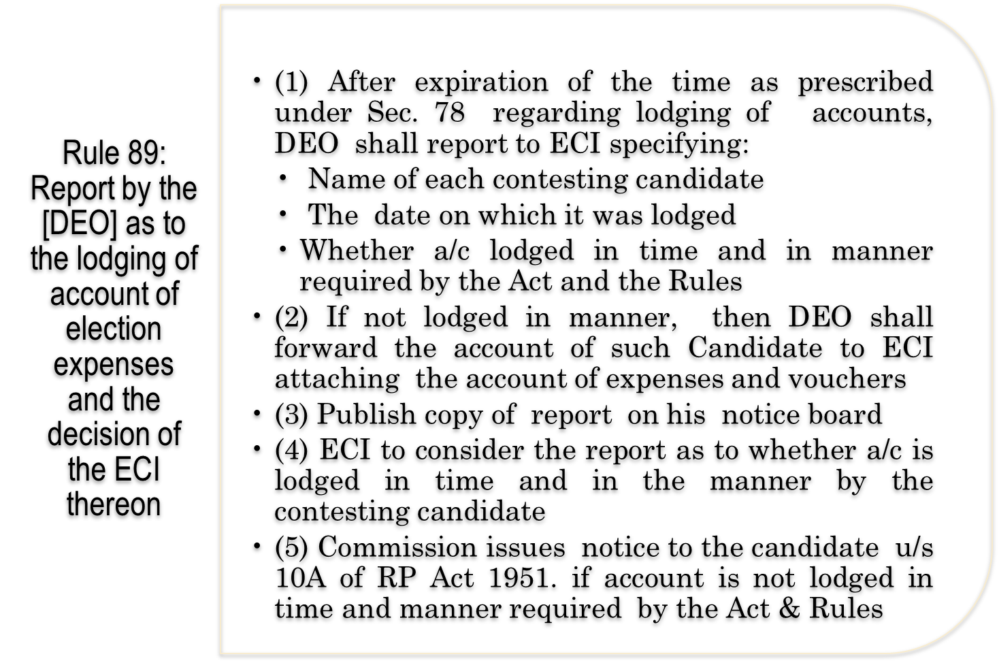 Rule 89:
Report by the
[DEO] as to
the lodging of
account of
election
expenses
and the
decision of
the ECI
thereon
• (1) After expiration of the time as prescribed
under Sec. 78 regarding lodging of accounts,
DEO shall report to ECI specifying:
• Name of each contesting candidate
• The date on which it was lodged
• Whether a/c lodged in time and in manner
required by the Act and the Rules
• (2) If not lodged in manner, then DEO shall
forward the account of such Candidate to ECI
attaching the account of expenses and vouchers
• (3) Publish copy of report on his notice board
• (4) ECI to consider the report as to whether a/c is
lodged in time and in the manner by the
contesting candidate
• (5) Commission issues notice to the candidate u/s
10A of RP Act 1951. if account is not lodged in
time and manner required by the Act & Rules